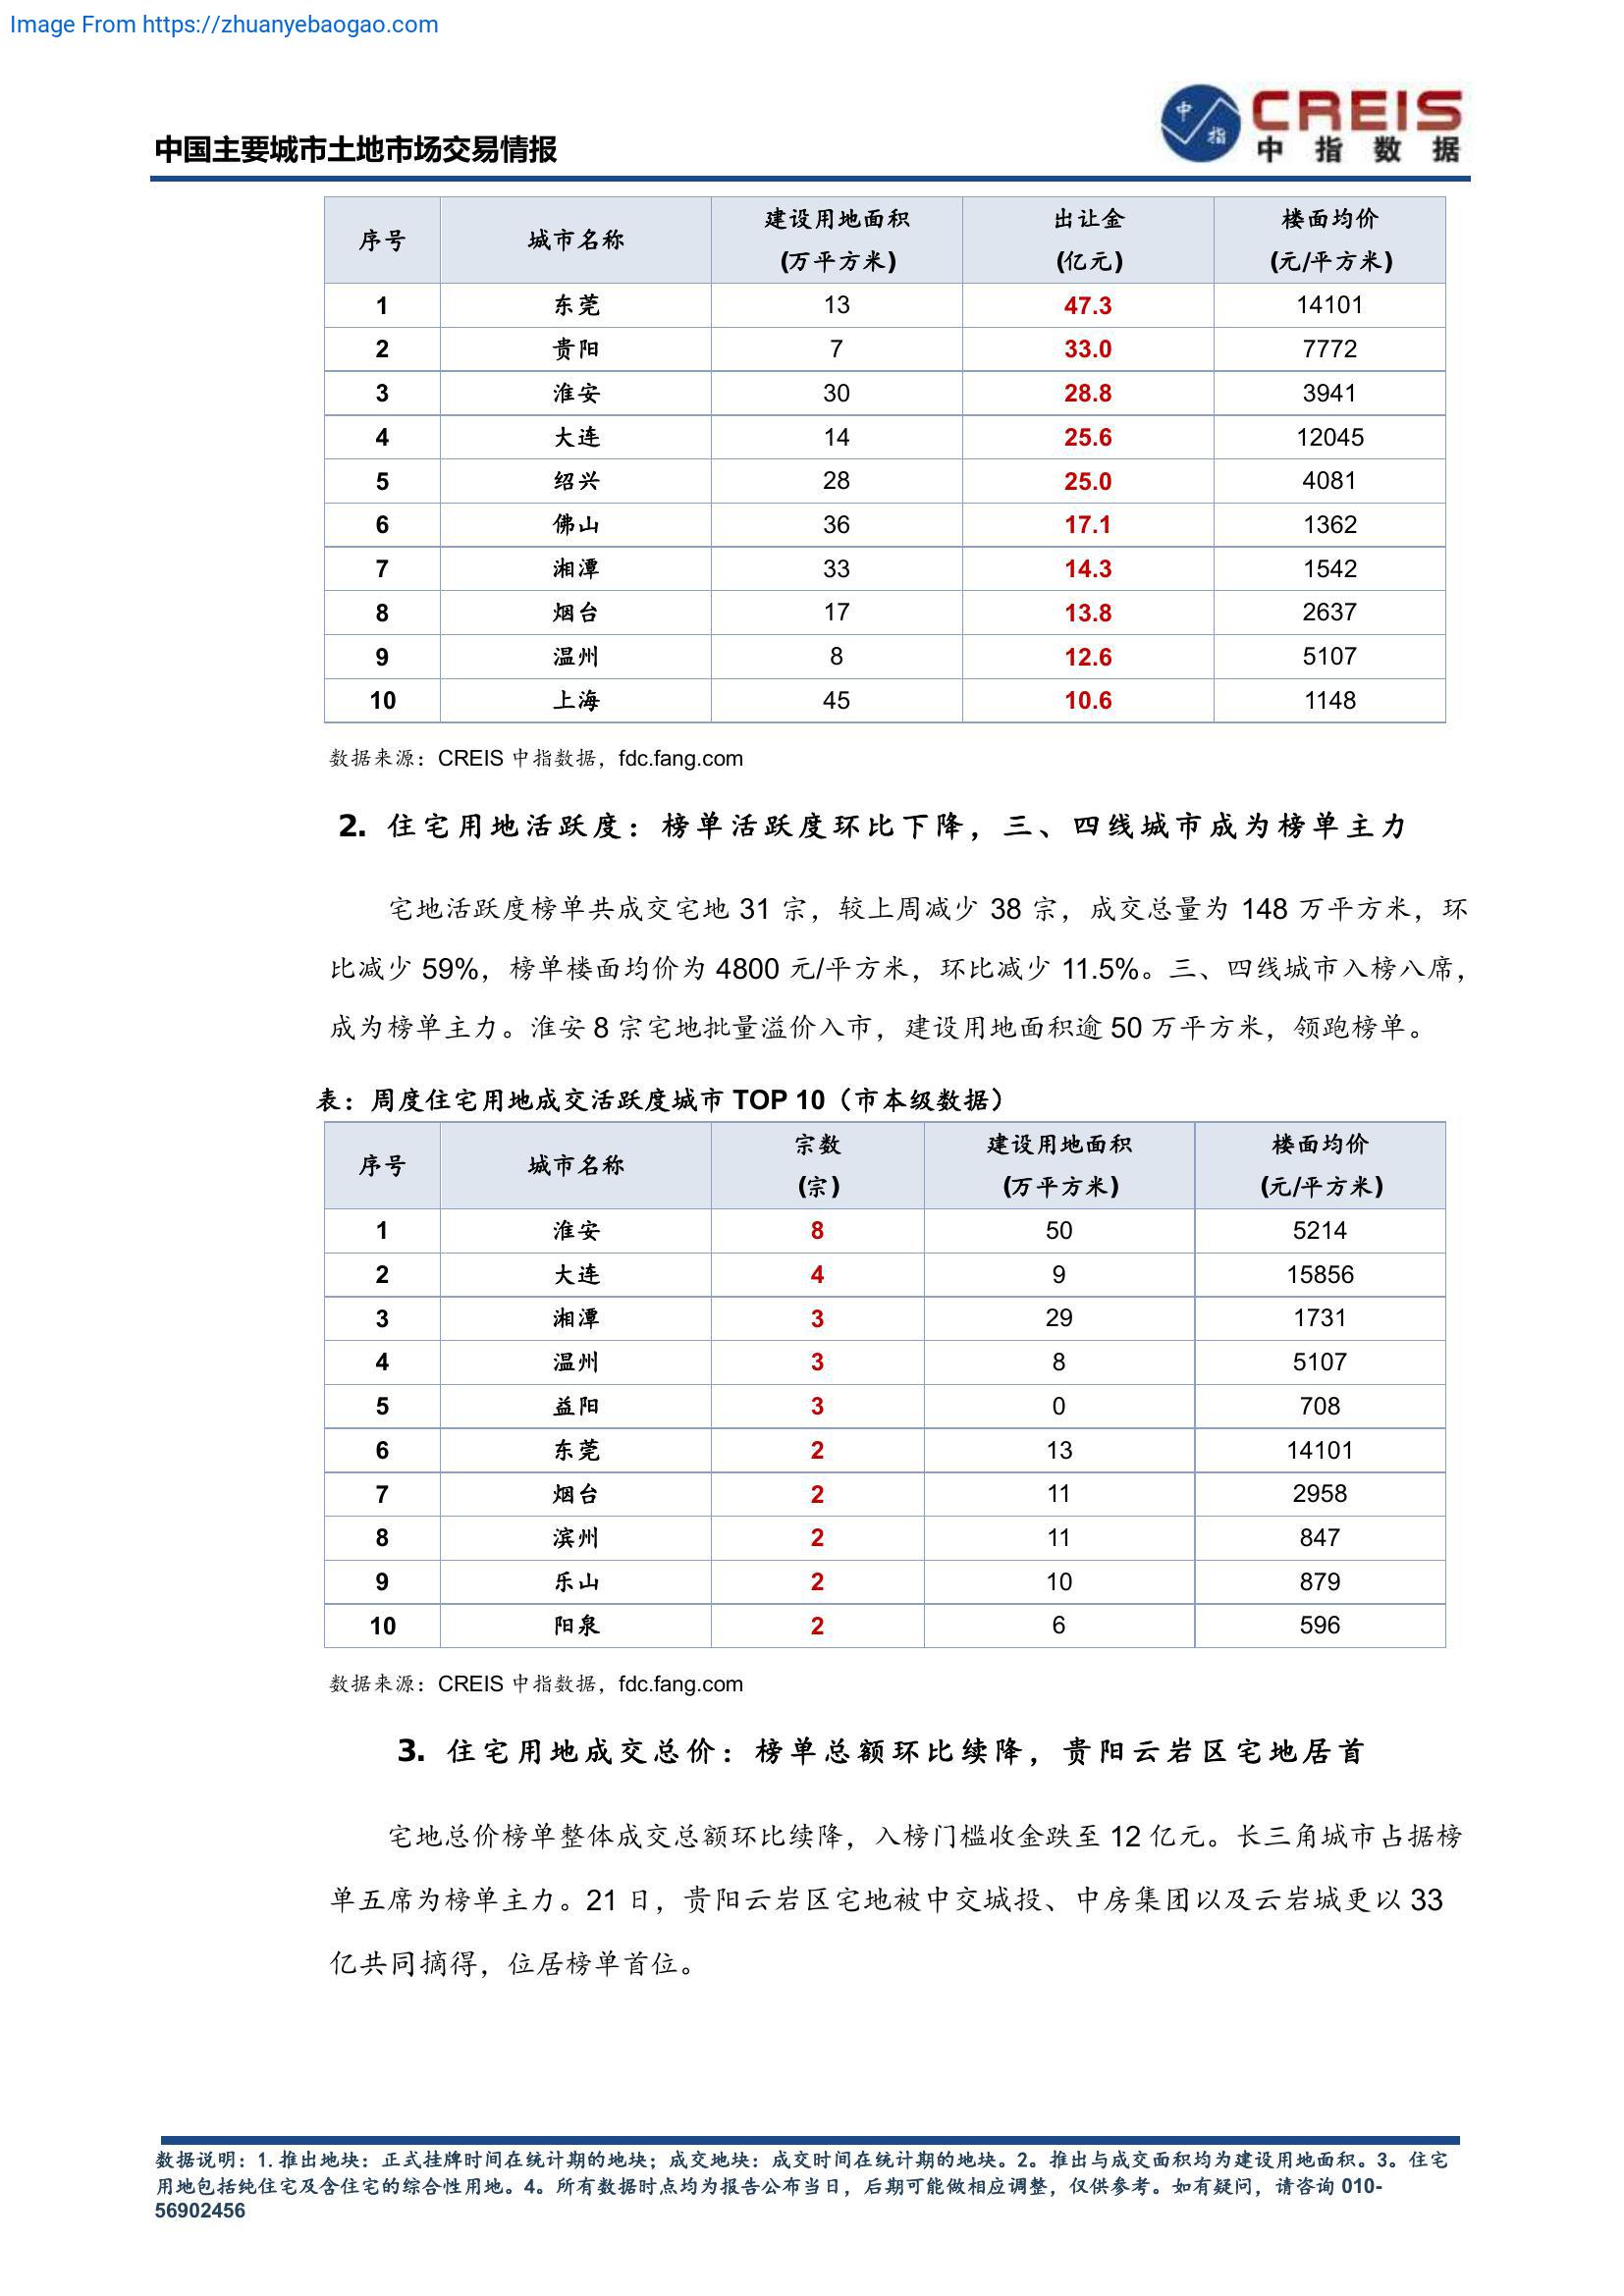 Image From https://zhuanyebaogao.com
中国主要城市土地市场交易情报
中指
CREIS
中指数据
序号 城市名称 建设用地面积 出让金 楼面均价
(万平方米) (亿元) (元/平方米)
1 东莞 13 47.3 14101
2 贵阳 7 33.0 7772
3 淮安 30 28.8 3941
4 大连 14 25.6 12045
5 绍兴 28 25.0 4081
6 佛山 36 17.1 1362
7 湘潭 33 14.3 1542
8 烟台 17 13.8 2637
9 温州 8 12.6 5107
10 上海 45 10.6 1148
数据来源：CREIS 中指数据，fdc.fang.com
2. 住宅用地活跃度：榜单活跃度环比下降，三、四线城市成为榜单主力
宅地活跃度榜单共成交宅地 31 宗，较上周减少 38 宗，成交总量为 148 万平方米，环
比减少 59%，榜单楼面均价为 4800 元/平方米，环比减少 11.5%。三、四线城市入榜八席，
成为榜单主力。淮安 8 宗宅地批量溢价入市，建设用地面积逾 50 万平方米，领跑榜单。
表：周度住宅用地成交活跃度城市 TOP 10（市本级数据）
序号 城市名称 宗数 建设用地面积 楼面均价
(宗) (万平方米) (元/平方米)
1 淮安 8 50 5214
2 大连 4 9 15856
3 湘潭 3 29 1731
4 温州 3 8 5107
5 益阳 3 0 708
6 东莞 2 13 14101
7 烟台 2 11 2958
8 滨州 2 11 847
9 乐山 2 10 879
10 阳泉 2 6 596
数据来源：CREIS 中指数据，fdc.fang.com
3. 住宅用地成交总价：榜单总额环比续降，贵阳云岩区宅地居首
宅地总价榜单整体成交总额环比续降，入榜门槛收金跌至 12 亿元。长三角城市占据榜
单五席为榜单主力。21 日，贵阳云岩区宅地被中交城投、中房集团以及云岩城更以 33
亿共同摘得，位居榜单首位。
数据说明：1. 推出地块：正式挂牌时间在统计期的地块；成交地块：成交时间在统计期的地块。2。推出与成交面积均为建设用地面积。3。住宅
用地包括纯住宅及含住宅的综合性用地。4。所有数据时点均为报告公布当日，后期可能做相应调整，仅供参考。如有疑问，请咨询 010-
56902456